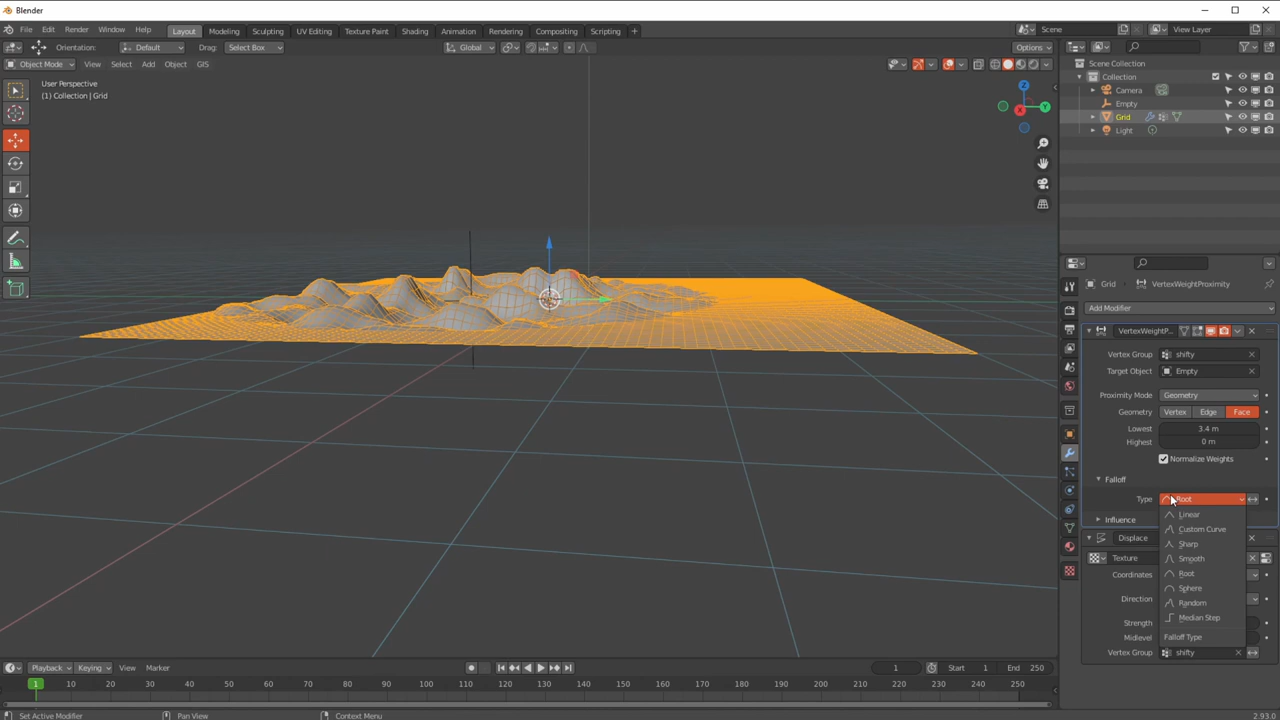 Blender
File Edit Render Window Help Layout Modeling Sculpting UV Editing Texture Paint Shading Animation Rendering Compositing Scripting + Scene View Layer
Orientation: Default Drag: Select Box Global Options
Object Mode View Select Add Object GIS
User Perspective
(1) Collection | Grid
Z
Y
X
Scene Collection
Collection
Camera
Empty
Grid
Light
Grid VertexWeightProximity
Add Modifier
VertexWeightP...
Vertex Group shifty
Target Object Empty
Proximity Mode Geometry
Geometry Vertex Edge Face
Lowest 3.4 m
Highest 0 m
Normalize Weights
Falloff
Type Root
Linear
Influence
Custom Curve
Displace
Sharp
Texture
Smooth
Coordinates
Root
Sphere
Direction
Random
Strength
Median Step
Midlevel
Falloff Type
Vertex Group shifty
Playback Keying View Marker 1 Start 1 End 250
1 10 20 30 40 50 60 70 80 90 100 110 120 130 140 150 160 170 180 190 200 210 220 230 240 250
Set Active Modifier Pan View Context Menu 2.93.0